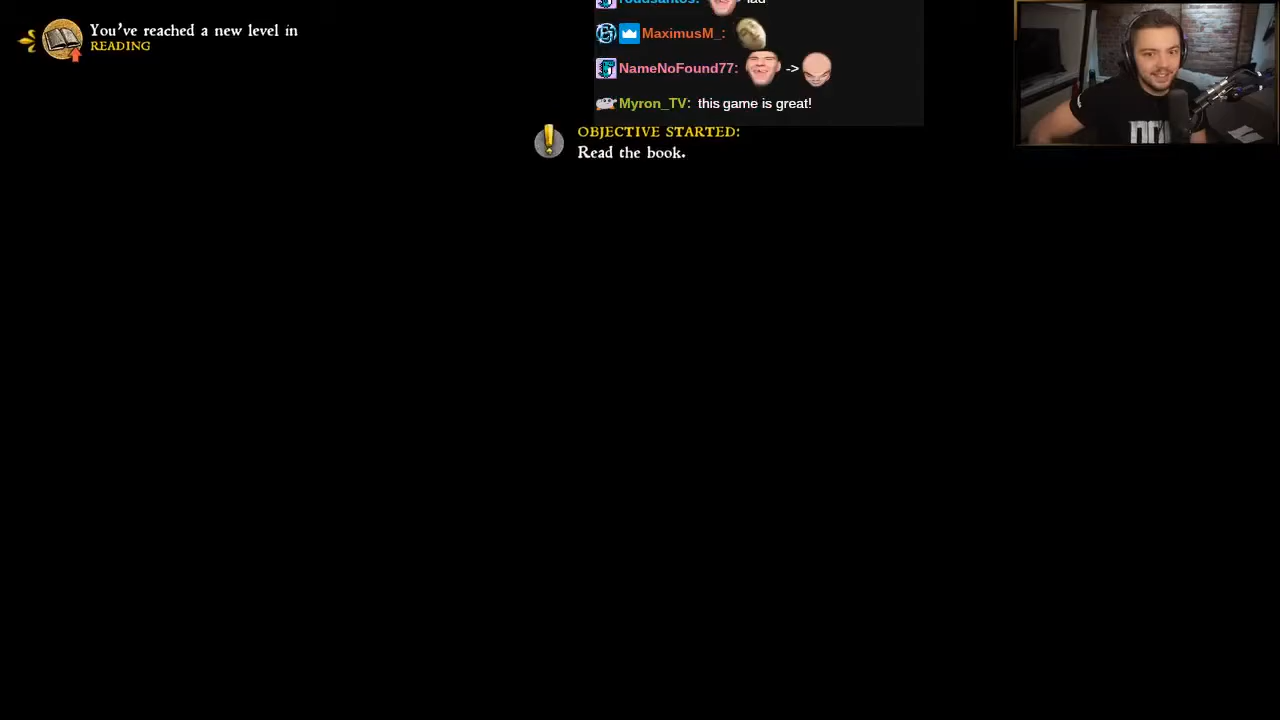 You've reached a new level in
READING
lad
MaximusM_:
NameNoFound77: ->
Myron_TV: this game is great!
OBJECTIVE STARTED:
Read the book.